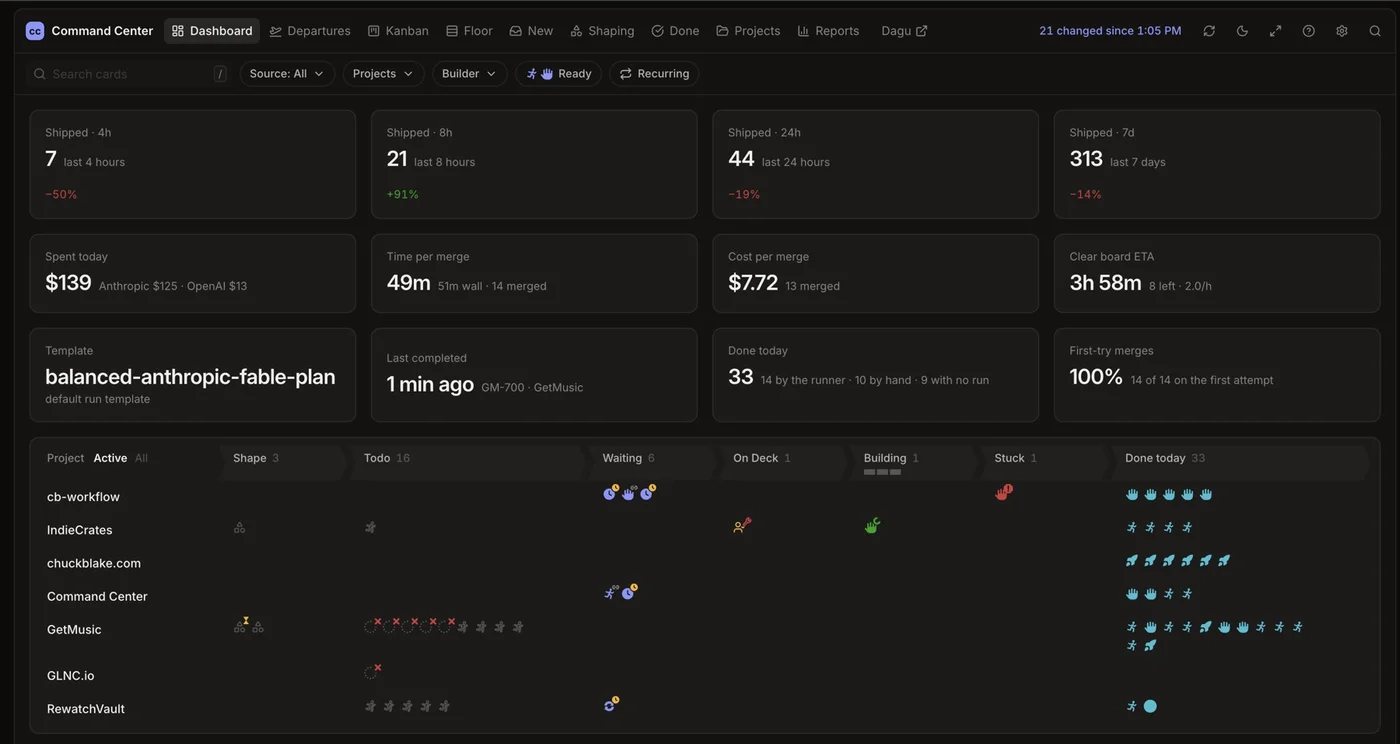 cc Command Center Dashboard Departures Kanban Floor New Shaping Done Projects Reports Dagu 21 changed since 1:05 PM
Search cards / Source: All Projects Builder Ready Recurring
Shipped · 4h
7 last 4 hours
−50%
Shipped · 8h
21 last 8 hours
+91%
Shipped · 24h
44 last 24 hours
−19%
Shipped · 7d
313 last 7 days
−14%
Spent today
$139 Anthropic $125 · OpenAI $13
Time per merge
49m 51m wall · 14 merged
Cost per merge
$7.72 13 merged
Clear board ETA
3h 58m 8 left · 2.0/h
Template
balanced-anthropic-fable-plan
default run template
Last completed
1 min ago GM-700 · GetMusic
Done today
33 14 by the runner · 10 by hand · 9 with no run
First-try merges
100% 14 of 14 on the first attempt
Project Active All Shape 3 Todo 16 Waiting 6 On Deck 1 Building 1 Stuck 1 Done today 33
cb-workflow
IndieCrates
chuckblake.com
Command Center
GetMusic
GLNC.io
RewatchVault